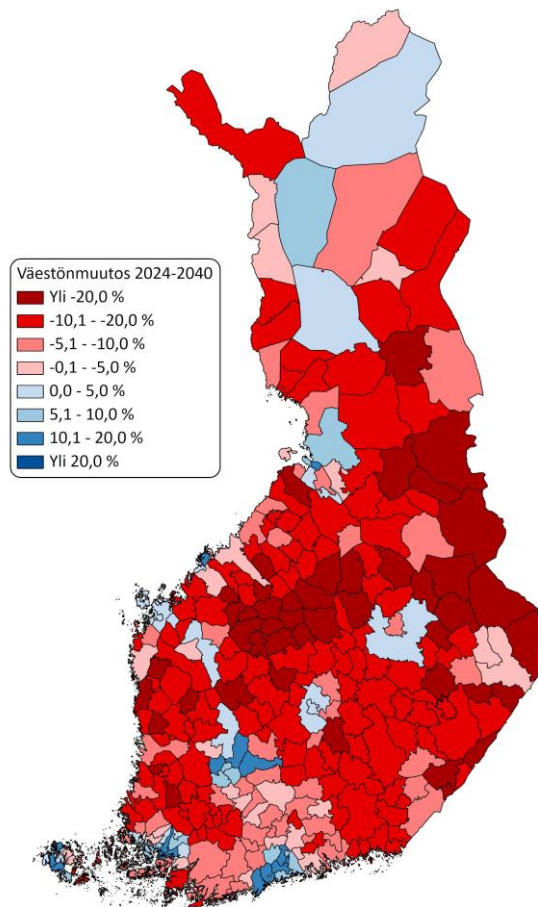 Väestönmuutos 2024-2040
Yli -20,0 %
-10,1 - -20,0 %
-5,1 - -10,0 %
-0,1 - -5,0 %
0,0 - 5,0 %
5,1 - 10,0 %
10,1 - 20,0 %
Yli 20,0 %